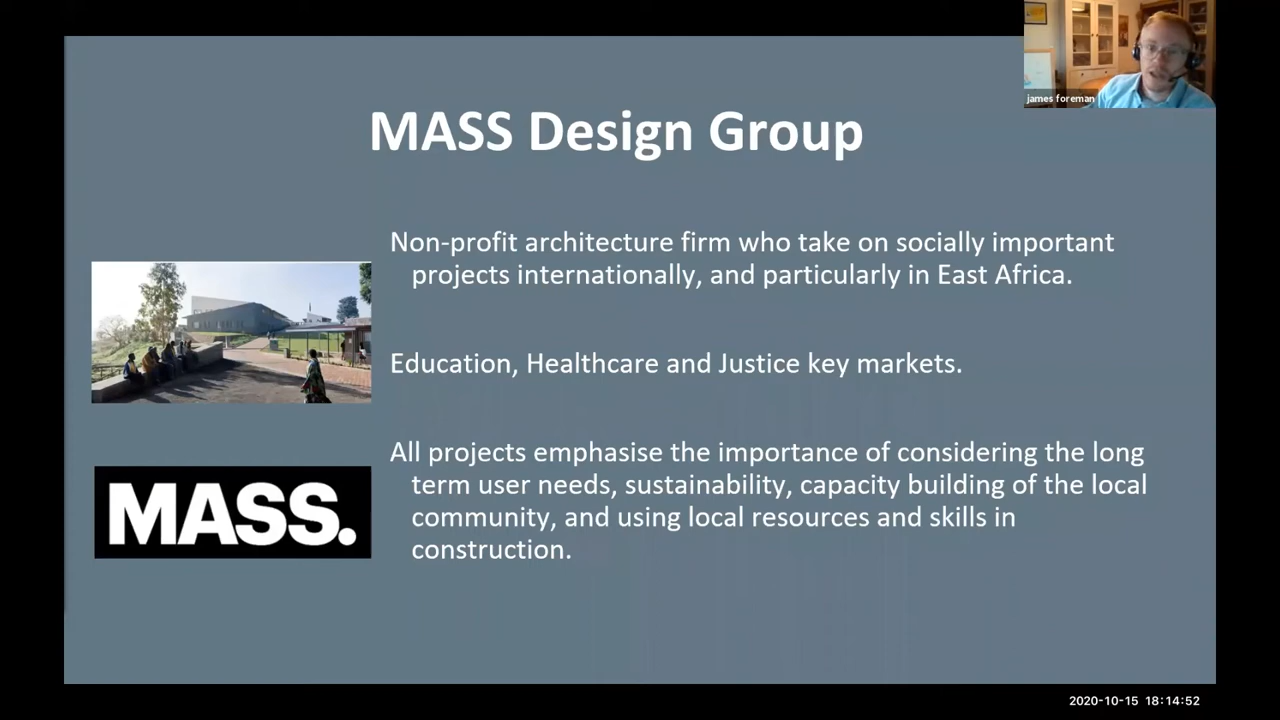 james foreman
MASS Design Group
Non-profit architecture firm who take on socially important
projects internationally, and particularly in East Africa.
Education, Healthcare and Justice key markets.
All projects emphasise the importance of considering the long
term user needs, sustainability, capacity building of the local
community, and using local resources and skills in
construction.
MASS.
2020-10-15 18:14:52